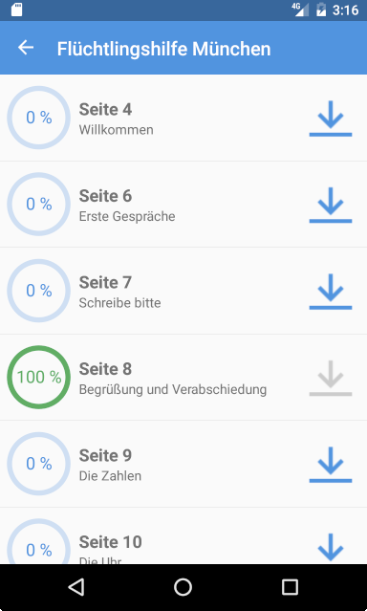 4G 3:16
Flüchtlingshilfe München
0 % Seite 4
Willkommen
0 % Seite 6
Erste Gespräche
0 % Seite 7
Schreibe bitte
100 % Seite 8
Begrüßung und Verabschiedung
0 % Seite 9
Die Zahlen
0 % Seite 10
Die Uhr